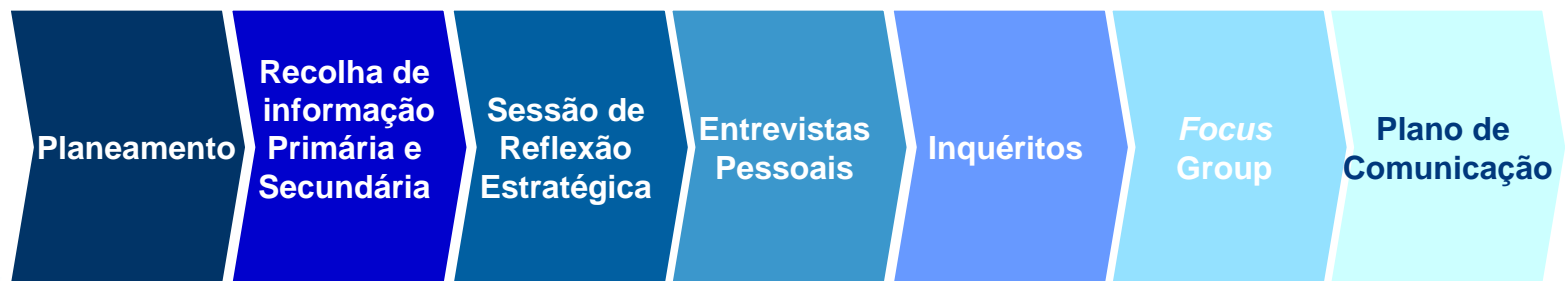 Planeamento
Recolha de
informação
Primária e
Secundária
Sessão de
Reflexão
Estratégica
Entrevistas
Pessoais
Inquéritos
Focus
Group
Plano de
Comunicação